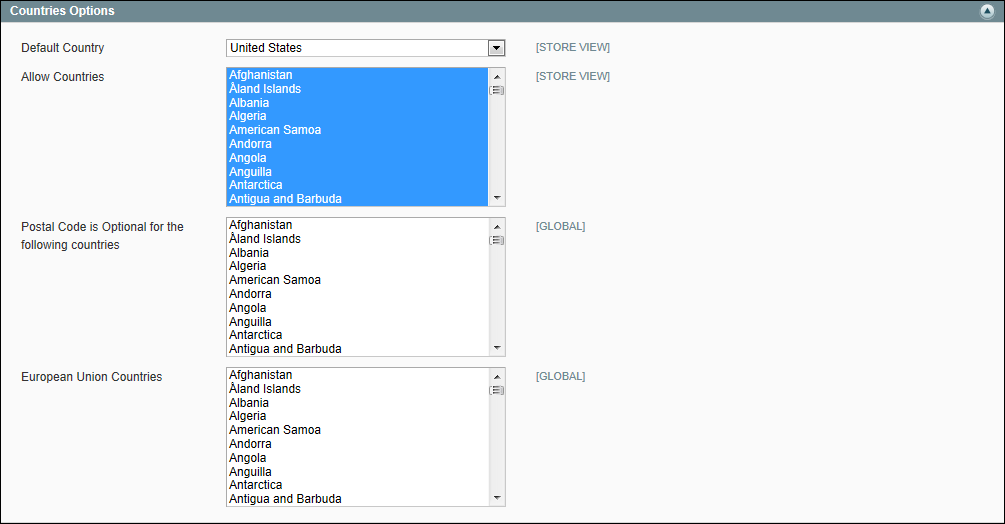 Countries Options
Default Country
United States
[STORE VIEW]
Allow Countries
Afghanistan
Åland Islands
Albania
Algeria
American Samoa
Andorra
Angola
Anguilla
Antarctica
Antigua and Barbuda
[STORE VIEW]
Postal Code is Optional for the
following countries
Afghanistan
Åland Islands
Albania
Algeria
American Samoa
Andorra
Angola
Anguilla
Antarctica
Antigua and Barbuda
[GLOBAL]
European Union Countries
Afghanistan
Åland Islands
Albania
Algeria
American Samoa
Andorra
Angola
Anguilla
Antarctica
Antigua and Barbuda
[GLOBAL]